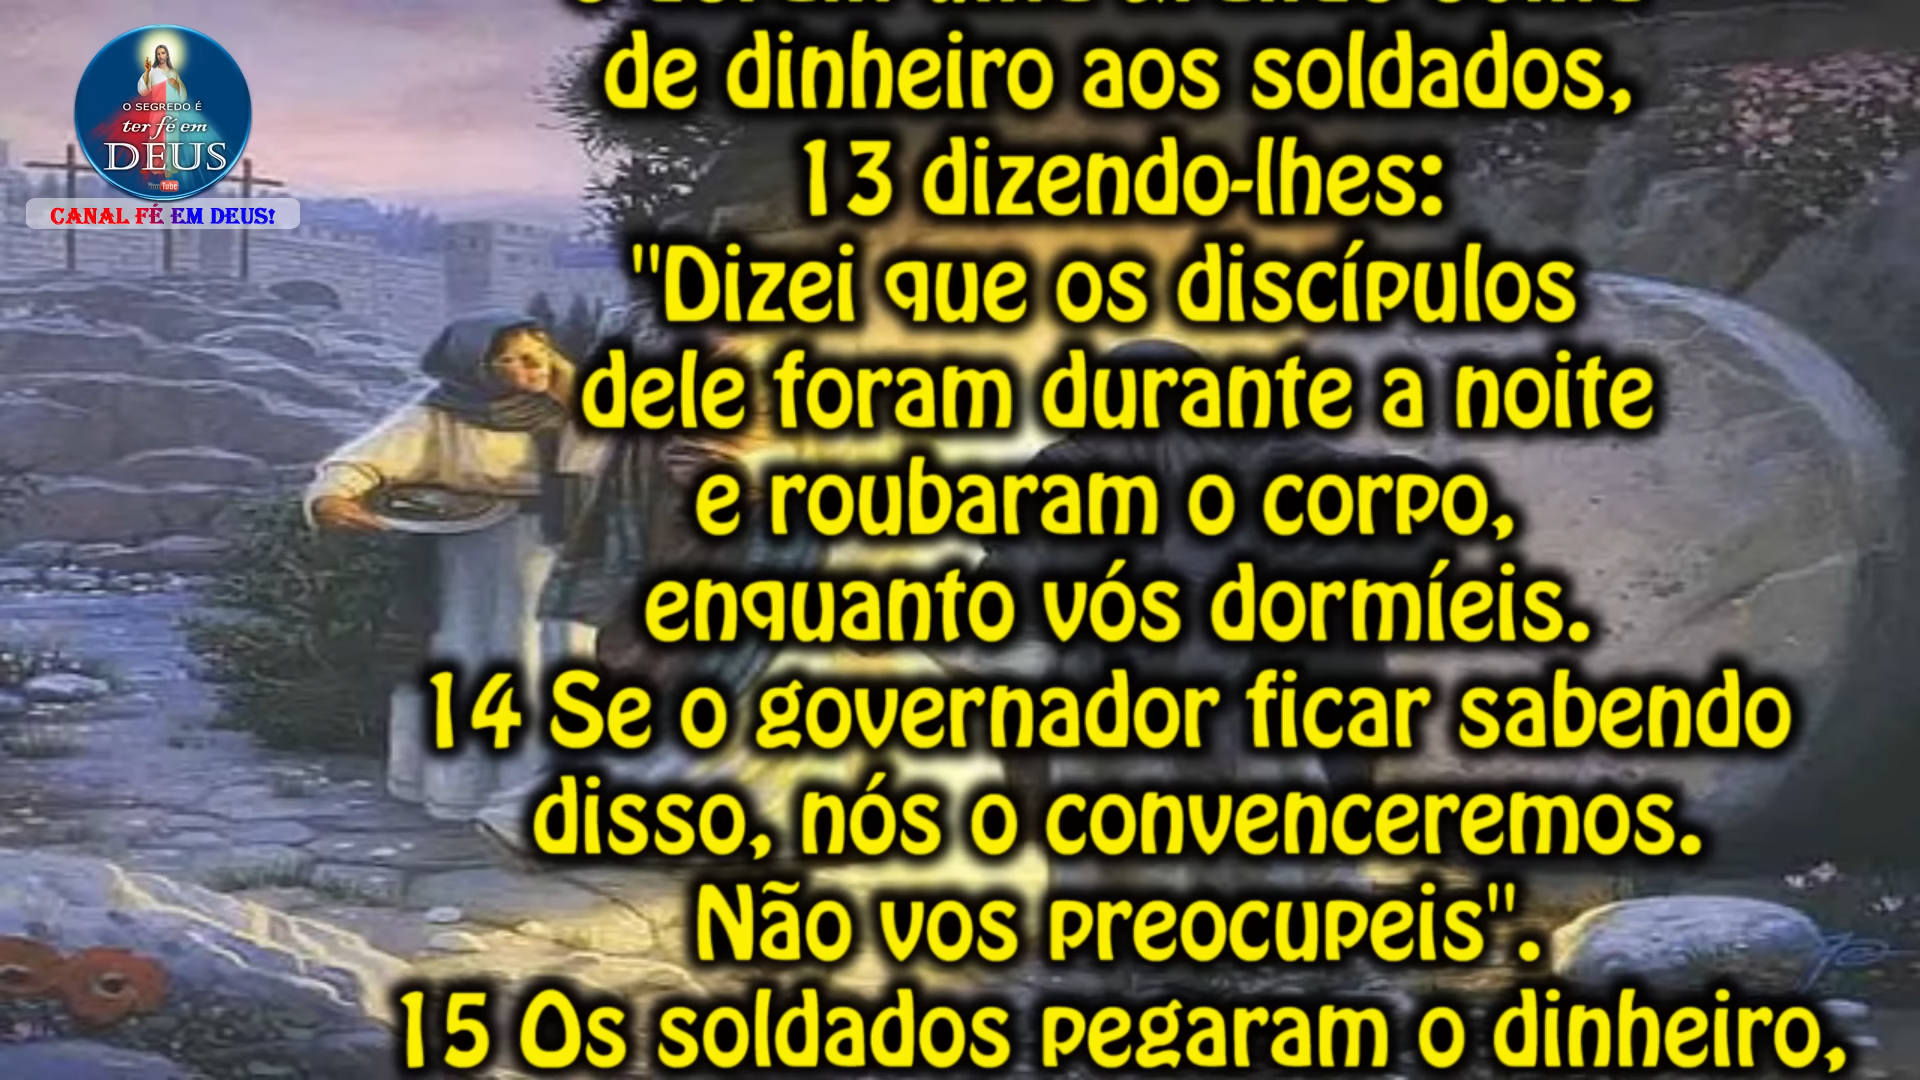 O SEGREDO É
ter fé em
DEUS
CANAL FÉ EM DEUS!
de dinheiro aos soldados,
13 dizendo-lhes:
"Dizei que os discípulos
dele foram durante a noite
e roubaram o corpo,
enquanto vós dormíeis.
14 Se o governador ficar sabendo
disso, nós o convenceremos.
Não vos preocupeis".
15 Os soldados pegaram o dinheiro,